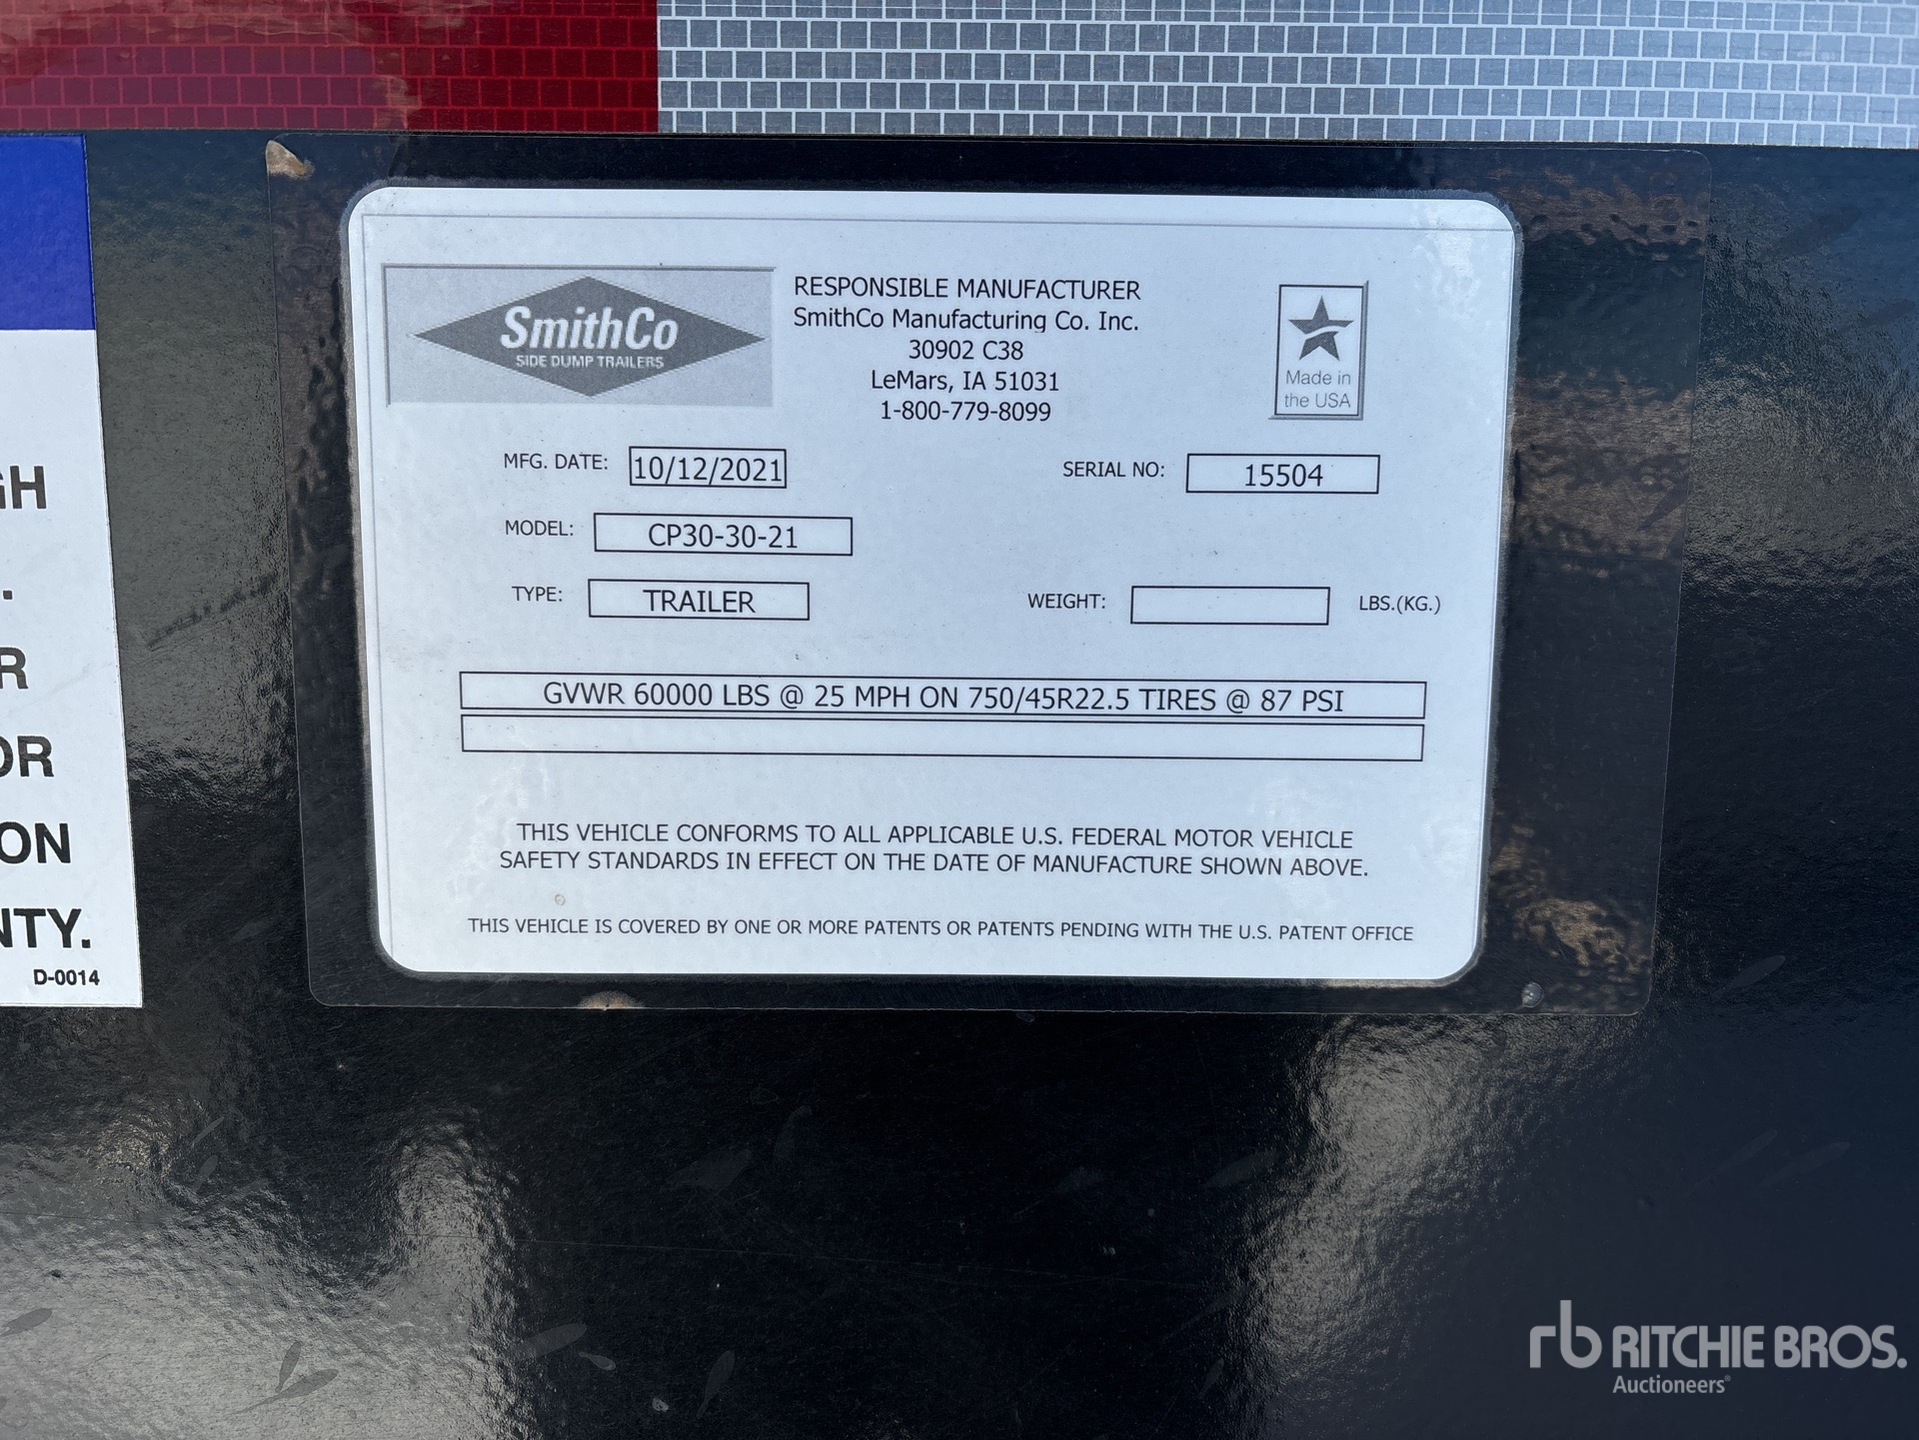 SmithCo
SIDE DUMP TRAILERS
RESPONSIBLE MANUFACTURER
SmithCo Manufacturing Co. Inc.
30902 C38
LeMars, IA 51031
1-800-779-8099
Made in
the USA
MFG. DATE: 10/12/2021
SERIAL NO: 15504
MODEL: CP30-30-21
TYPE: TRAILER
WEIGHT: LBS.(KG.)
GVWR 60000 LBS @ 25 MPH ON 750/45R22.5 TIRES @ 87 PSI
THIS VEHICLE CONFORMS TO ALL APPLICABLE U.S. FEDERAL MOTOR VEHICLE
SAFETY STANDARDS IN EFFECT ON THE DATE OF MANUFACTURE SHOWN ABOVE.
THIS VEHICLE IS COVERED BY ONE OR MORE PATENTS OR PATENTS PENDING WITH THE U.S. PATENT OFFICE
GH
.
R
OR
ON
NTY.
D-0014
rb RITCHIE BROS.
Auctioneers